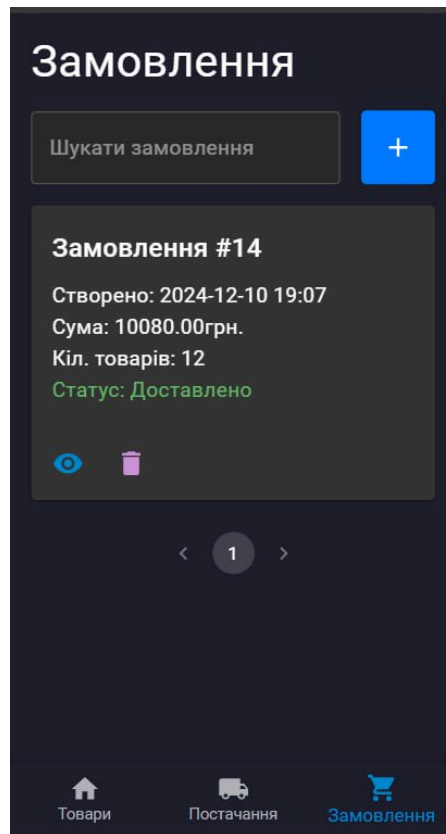 Замовлення
Шукати замовлення
+
Замовлення #14
Створено: 2024-12-10 19:07
Сума: 10080.00грн.
Кіл. товарів: 12
Статус: Доставлено
< 1 >
Товари
Постачання
Замовлення